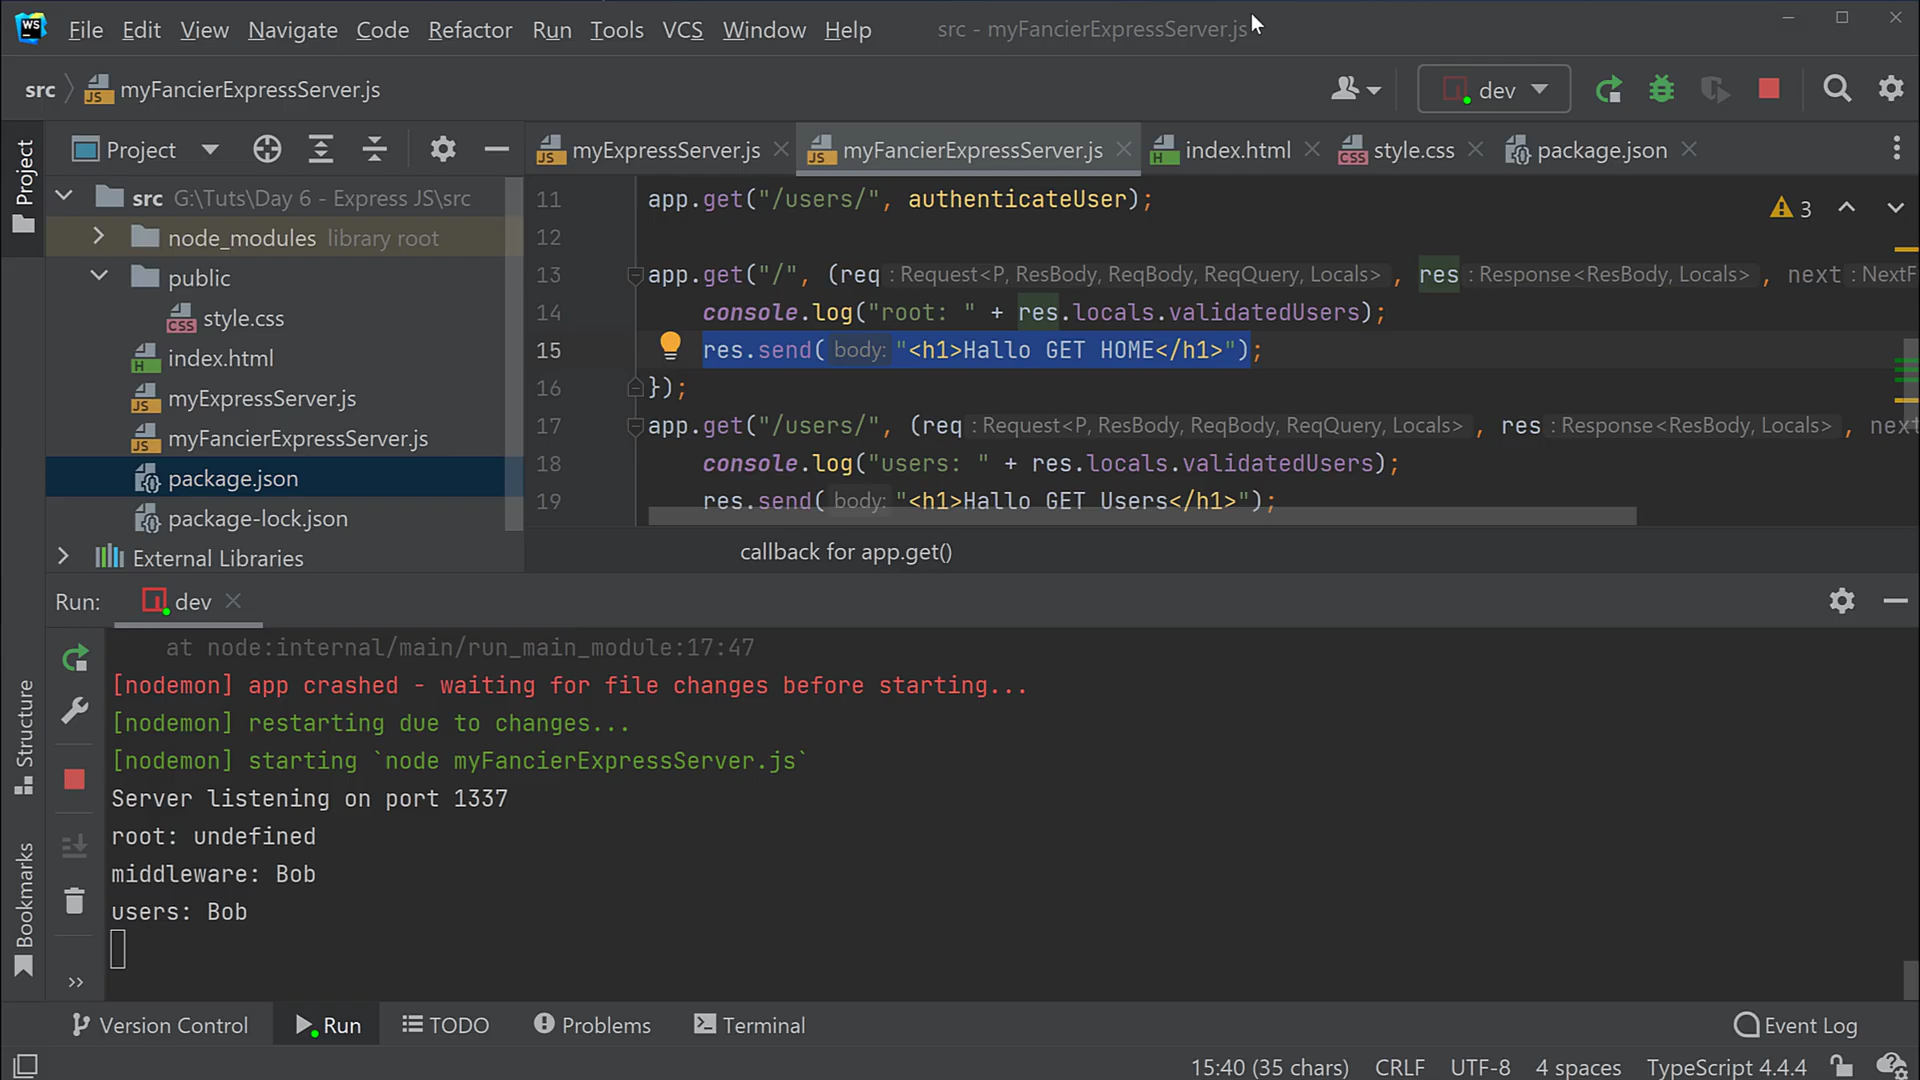 WS File Edit View Navigate Code Refactor Run Tools VCS Window Help src - myFancierExpressServer.js
src myFancierExpressServer.js dev
Project
Project
myExpressServer.js myFancierExpressServer.js index.html style.css package.json
src G:\Tuts\Day 6 - Express JS\src
node_modules library root
public
style.css
index.html
myExpressServer.js
myFancierExpressServer.js
package.json
package-lock.json
External Libraries
3
11 app.get("/users/", authenticateUser);
12
13 app.get("/", (req : Request<P, ResBody, ReqBody, ReqQuery, Locals> , res : Response<ResBody, Locals> , next : NextF
14 console.log("root: " + res.locals.validatedUsers);
15 res.send( body: "<h1>Hallo GET HOME</h1>");
16 });
17 app.get("/users/", (req : Request<P, ResBody, ReqBody, ReqQuery, Locals> , res : Response<ResBody, Locals> , next
18 console.log("users: " + res.locals.validatedUsers);
19 res.send( body: "<h1>Hallo GET Users</h1>");
callback for app.get()
Run: dev
at node:internal/main/run_main_module:17:47
[nodemon] app crashed - waiting for file changes before starting...
[nodemon] restarting due to changes...
[nodemon] starting `node myFancierExpressServer.js`
Server listening on port 1337
root: undefined
middleware: Bob
users: Bob
Structure
Bookmarks
Version Control Run TODO Problems Terminal Event Log
15:40 (35 chars) CRLF UTF-8 4 spaces TypeScript 4.4.4